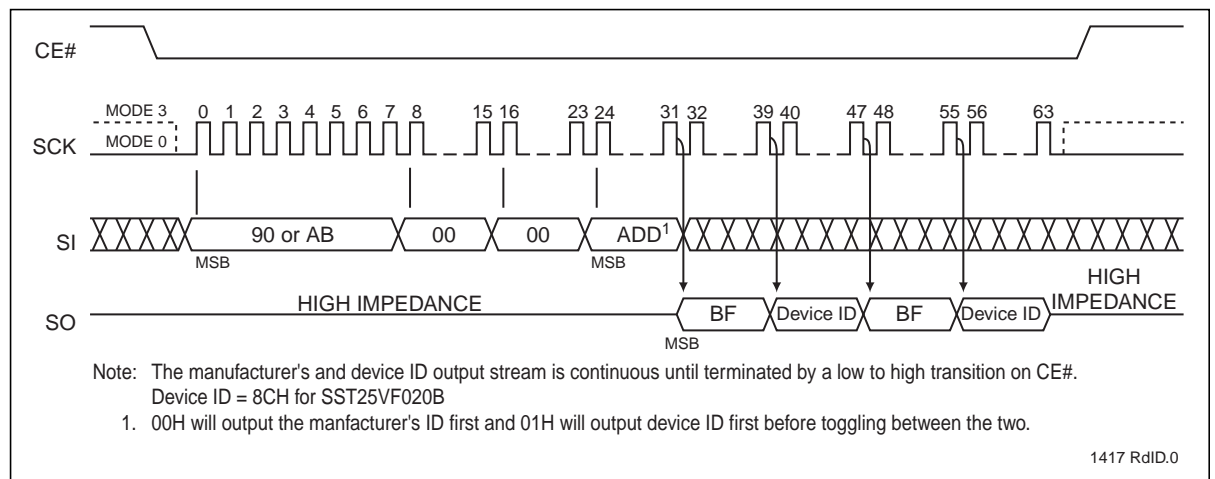 CE#
MODE 3
0 1 2 3 4 5 6 7 8 15 16 23 24 31 32 39 40 47 48 55 56 63
SCK
MODE 0
SI
90 or AB 00 00 ADD1
MSB MSB
HIGH IMPEDANCE
HIGH IMPEDANCE
SO
BF Device ID BF Device ID
MSB
Note: The manufacturer's and device ID output stream is continuous until terminated by a low to high transition on CE#.
Device ID = 8CH for SST25VF020B
1. 00H will output the manfacturer's ID first and 01H will output device ID first before toggling between the two.
1417 RdID.0